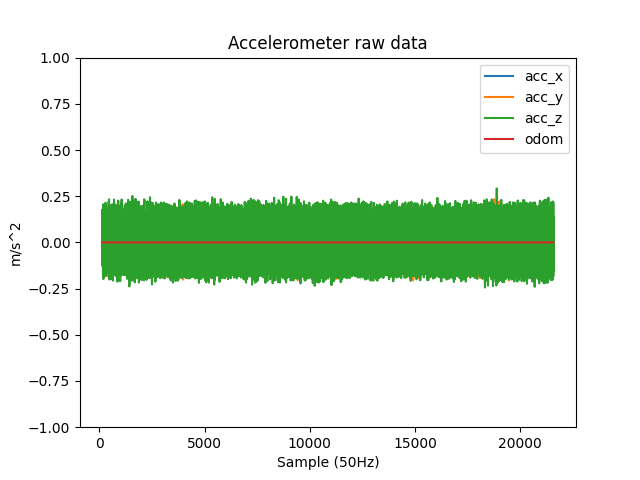 Accelerometer raw data
1.00
0.75
0.50
0.25
0.00
−0.25
−0.50
−0.75
−1.00
m/s^2
acc_x
acc_y
acc_z
odom
0 5000 10000 15000 20000
Sample (50Hz)